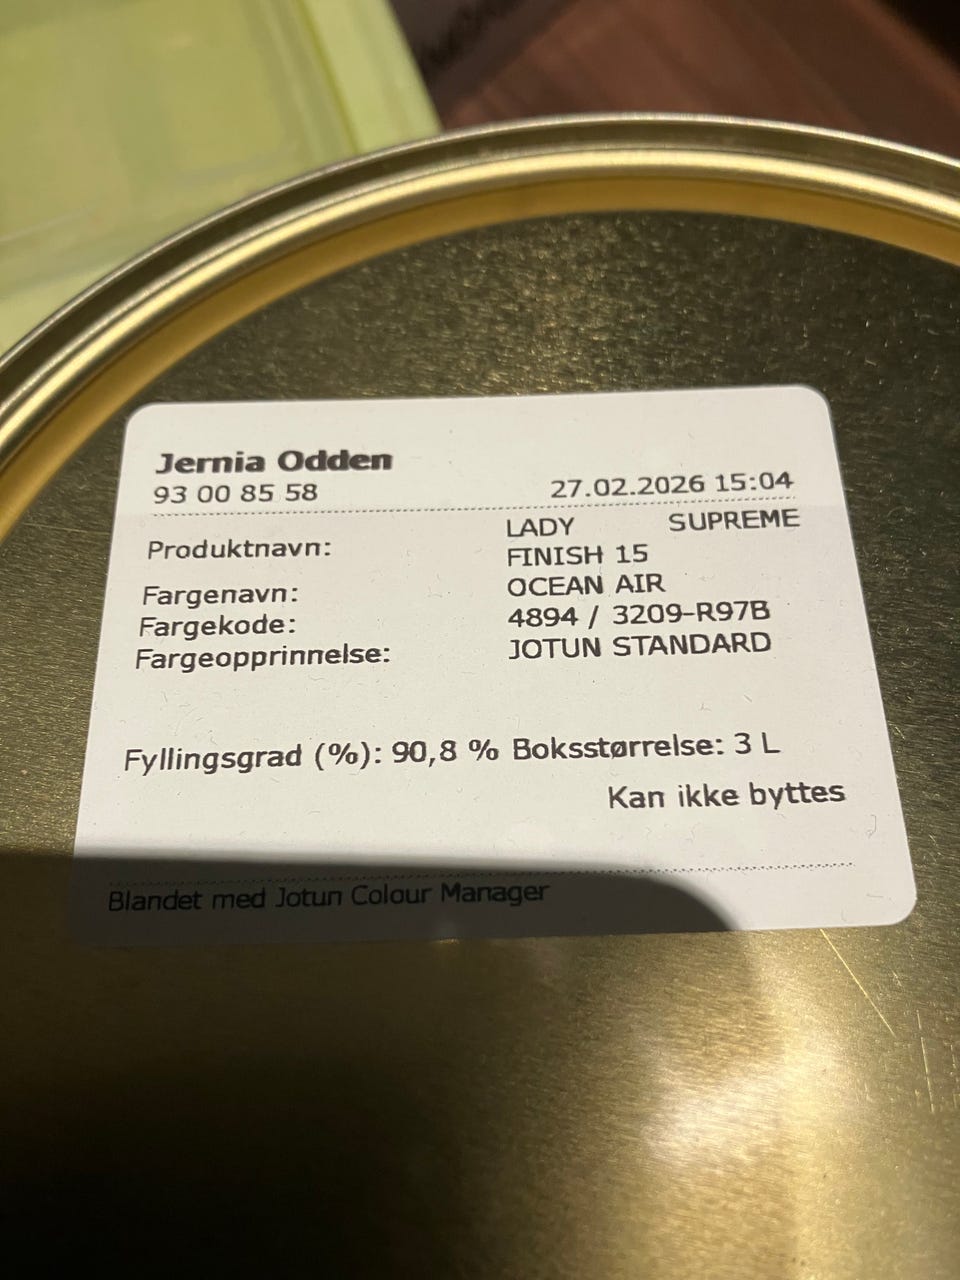 Jernia Odden
93 00 85 58 27.02.2026 15:04
Produktnavn: LADY SUPREME
FINISH 15
Fargenavn: OCEAN AIR
Fargekode: 4894 / 3209-R97B
Fargeopprinnelse: JOTUN STANDARD
Fyllingsgrad (%): 90,8 % Boksstørrelse: 3 L
Kan ikke byttes
Blandet med Jotun Colour Manager